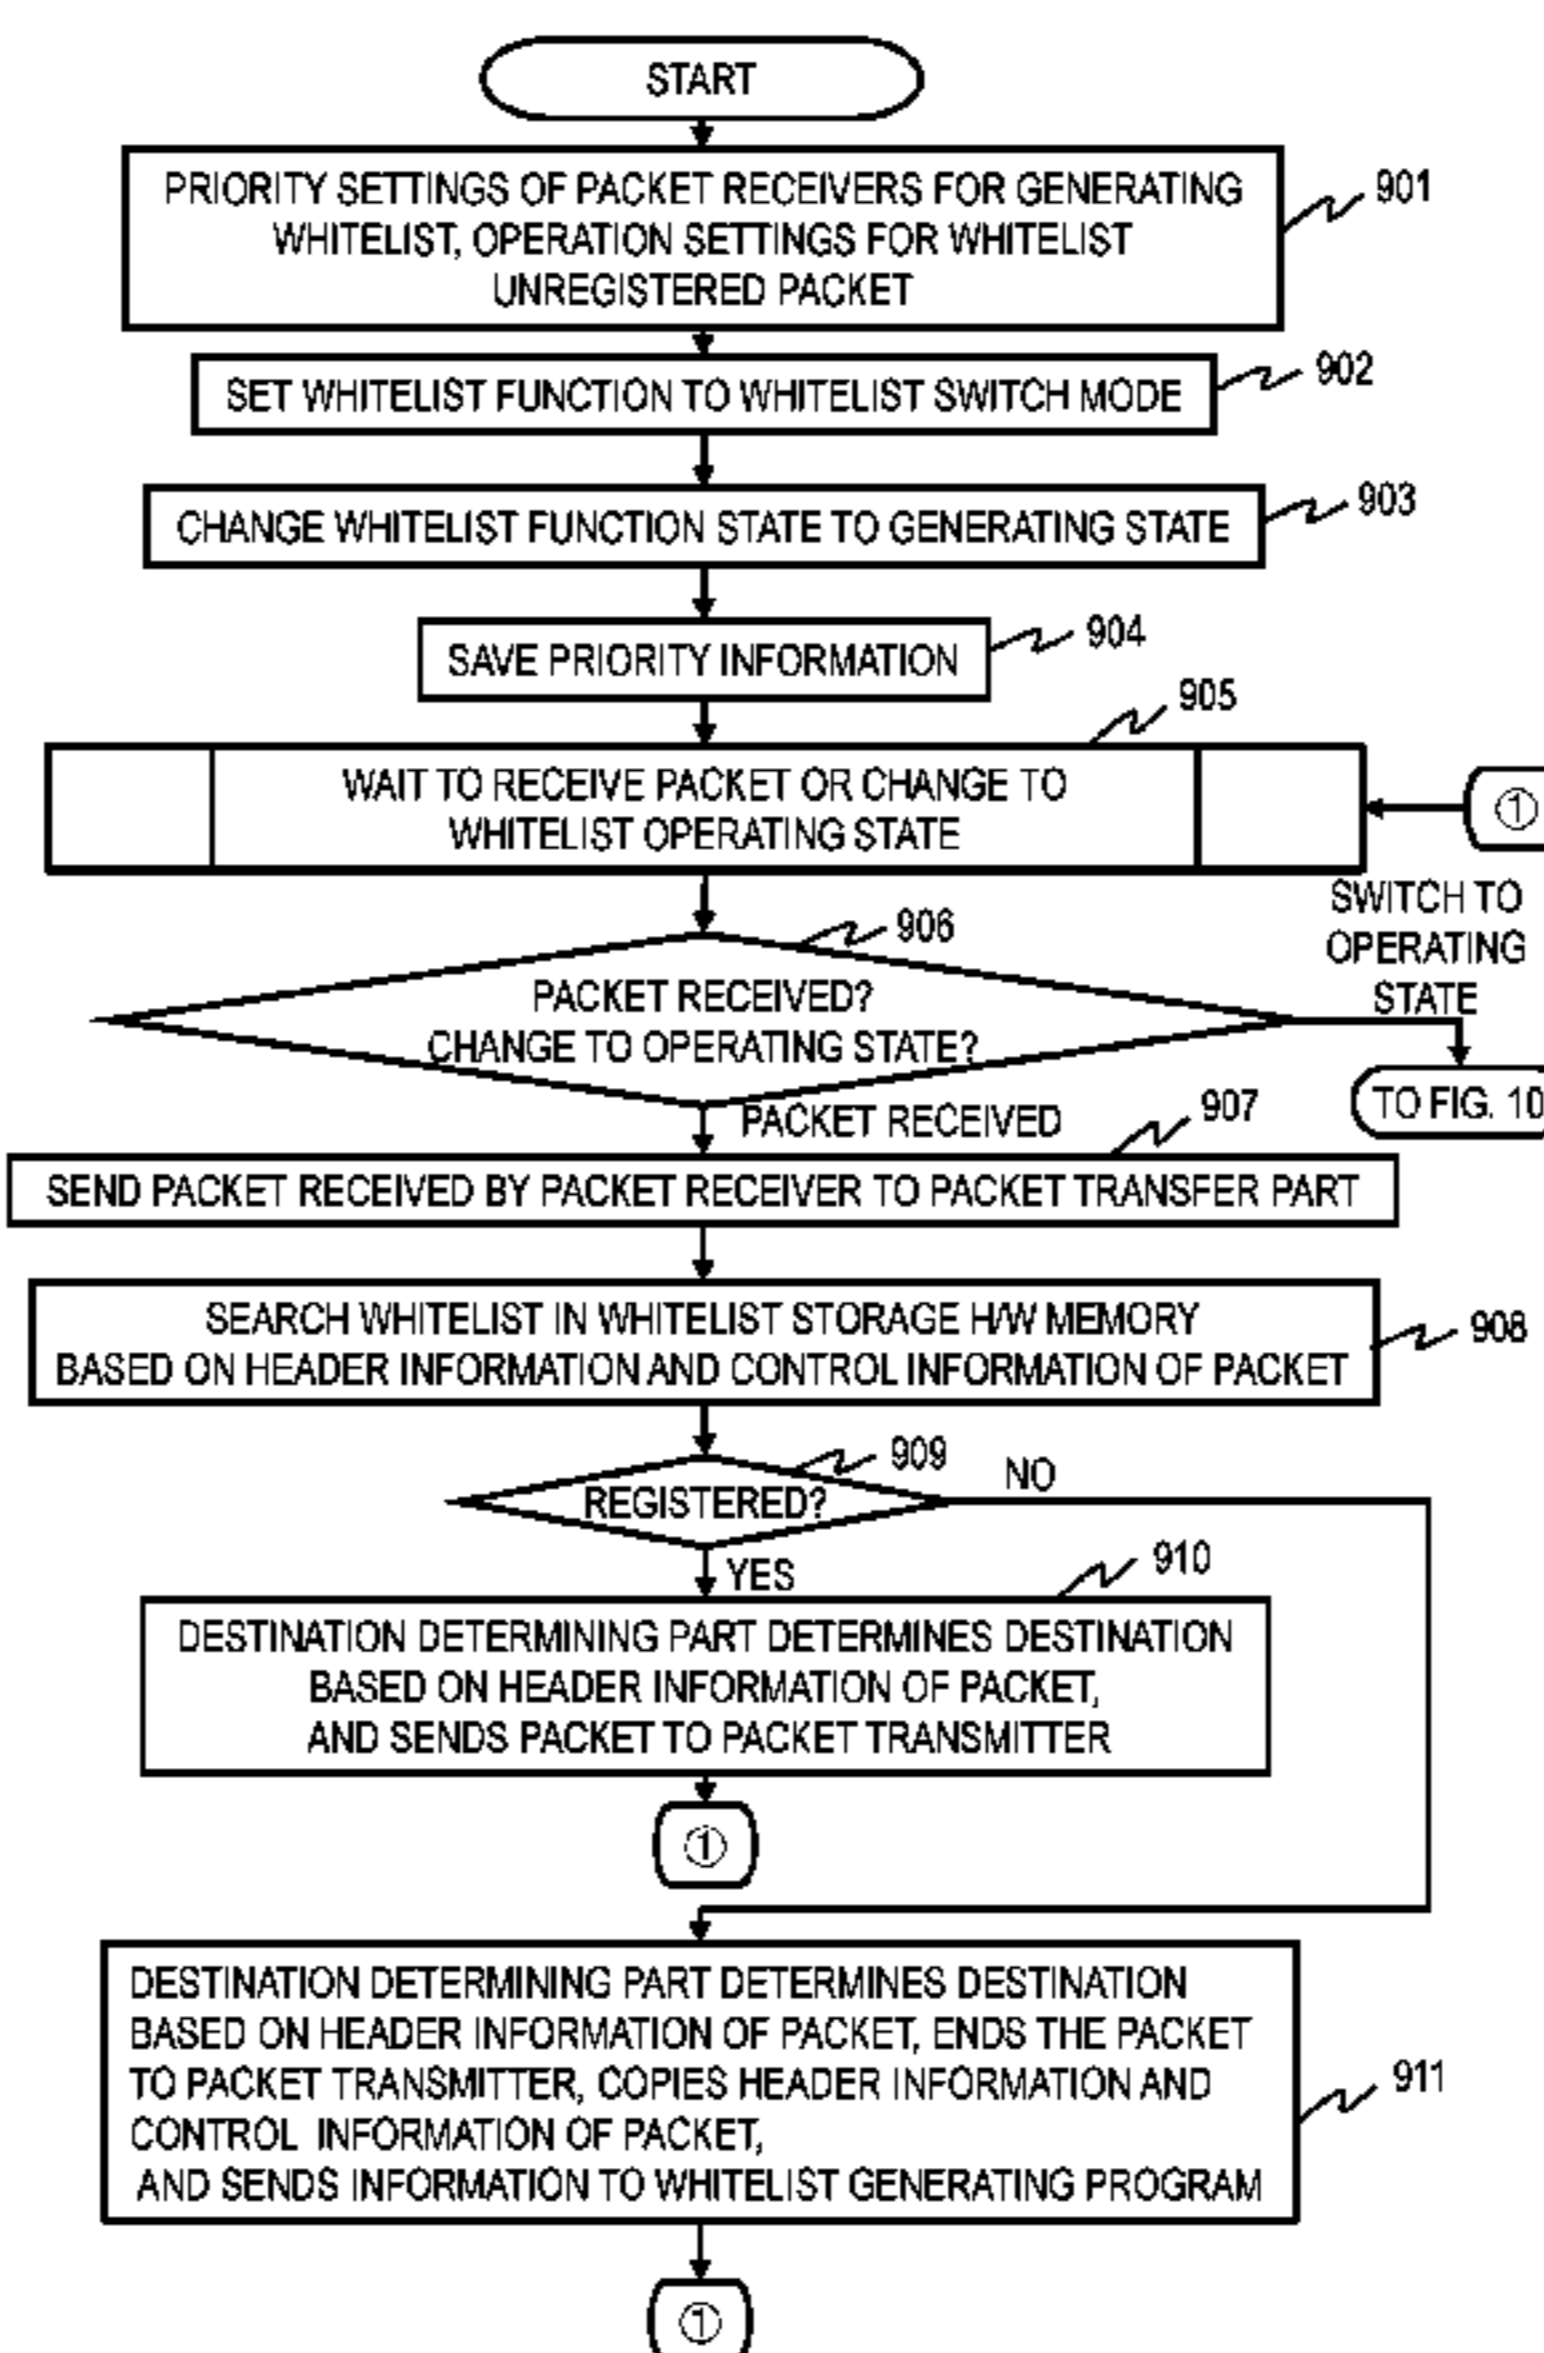 START
PRIORITY SETTINGS OF PACKET RECEIVERS FOR GENERATING
WHITELIST, OPERATION SETTINGS FOR WHITELIST
UNREGISTERED PACKET
901
SET WHITELIST FUNCTION TO WHITELIST SWITCH MODE
902
CHANGE WHITELIST FUNCTION STATE TO GENERATING STATE
903
SAVE PRIORITY INFORMATION
904
905
WAIT TO RECEIVE PACKET OR CHANGE TO
WHITELIST OPERATING STATE
①
906
PACKET RECEIVED?
CHANGE TO OPERATING STATE?
SWITCH TO
OPERATING
STATE
TO FIG. 10
PACKET RECEIVED
907
SEND PACKET RECEIVED BY PACKET RECEIVER TO PACKET TRANSFER PART
SEARCH WHITELIST IN WHITELIST STORAGE H/W MEMORY
BASED ON HEADER INFORMATION AND CONTROL INFORMATION OF PACKET
908
909
REGISTERED?
NO
YES
910
DESTINATION DETERMINING PART DETERMINES DESTINATION
BASED ON HEADER INFORMATION OF PACKET,
AND SENDS PACKET TO PACKET TRANSMITTER
①
DESTINATION DETERMINING PART DETERMINES DESTINATION
BASED ON HEADER INFORMATION OF PACKET, ENDS THE PACKET
TO PACKET TRANSMITTER, COPIES HEADER INFORMATION AND
CONTROL INFORMATION OF PACKET,
AND SENDS INFORMATION TO WHITELIST GENERATING PROGRAM
911
①